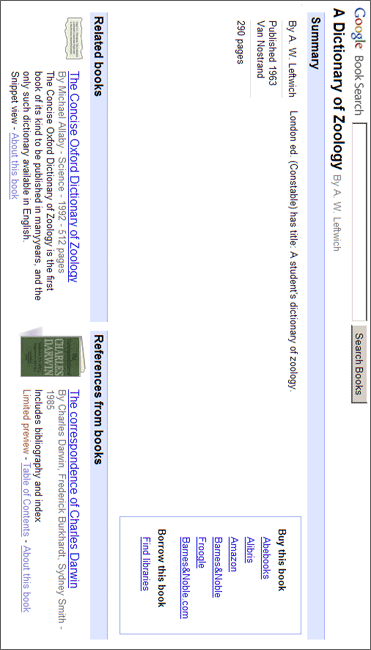 Google Book Search
Search Books
A Dictionary of Zoology By A. W. Leftwich
Summary
By A. W. Leftwich
London ed. (Constable) has title: A student's dictionary of zoology.
Published 1963
Van Nostrand
290 pages
Buy this book
Abebooks
Alibris
Amazon
Barnes&Noble
Froogle
Barnes&Noble.com
Borrow this book
Find libraries
Related books
The Concise Oxford Dictionary of Zoology
By Michael Allaby - Science - 1992 - 512 pages
The Concise Oxford Dictionary of Zoology is the first
book of its kind to be published in manyyears, and the
only such dictionary available in English.
Snippet view - About this book
References from books
CHARLES
DARWIN
The correspondence of Charles Darwin
By Charles Darwin, Frederick Burkhardt, Sydney Smith -
1985
Includes bibliography and index
Limited preview - Table of Contents - About this book